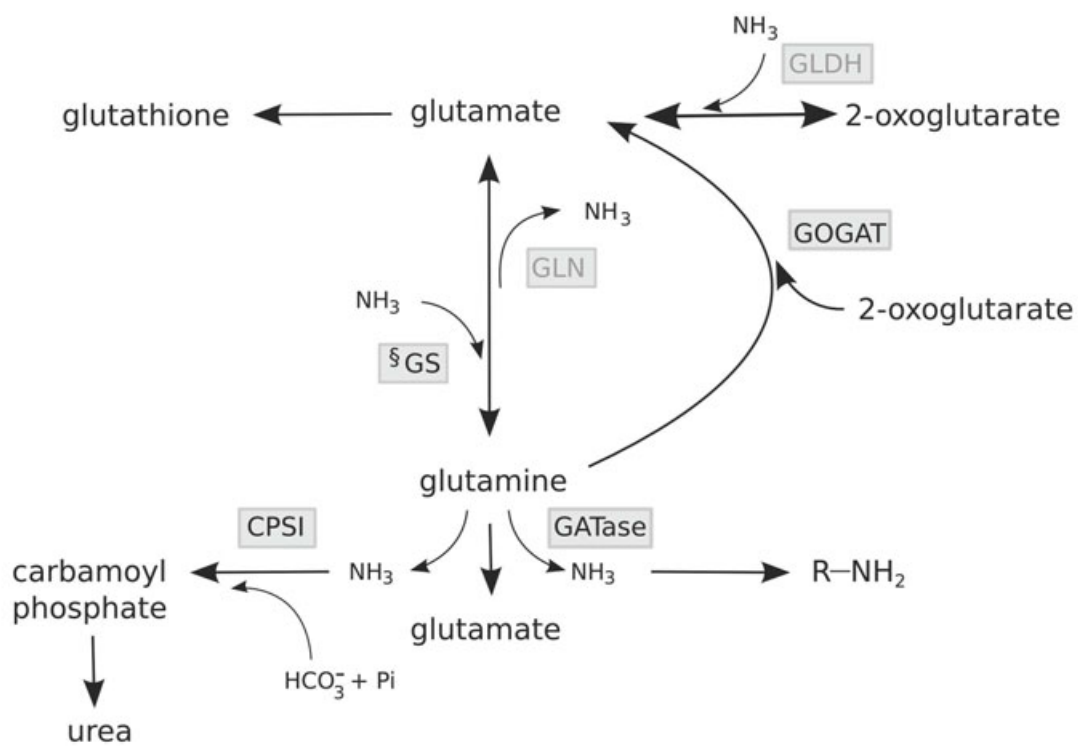 NH₃
GLDH
glutathione
glutamate
2-oxoglutarate
NH₃
GOGAT
GLN
NH₃
2-oxoglutarate
§GS
glutamine
CPSI
GATase
carbamoyl
phosphate
NH₃
NH₃
R–NH₂
glutamate
HCO₃⁻ + Pi
urea